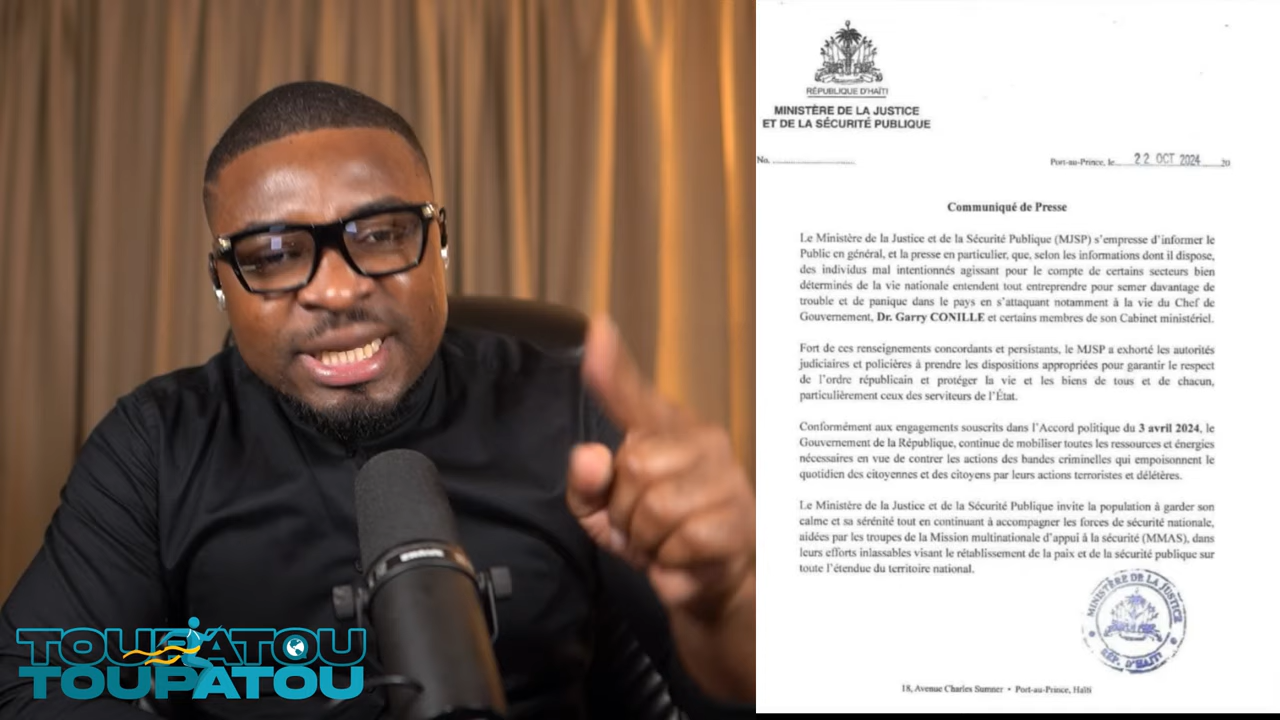 TOUPATOU
TOUPATOU
RÉPUBLIQUE D'HAÏTI
MINISTÈRE DE LA JUSTICE
ET DE LA SÉCURITÉ PUBLIQUE
No.
Port-au-Prince, le 22 OCT 2024 20
Communiqué de Presse
Le Ministère de la Justice et de la Sécurité Publique (MJSP) s'empresse d'informer le
Public en général, et la presse en particulier, que, selon les informations dont il dispose,
des individus mal intentionnés agissant pour le compte de certains secteurs bien
déterminés de la vie nationale entendent tout entreprendre pour semer davantage de
trouble et de panique dans le pays en s'attaquant notamment à la vie du Chef de
Gouvernement, Dr. Garry CONILLE et certains membres de son Cabinet ministériel.
Fort de ces renseignements concordants et persistants, le MJSP a exhorté les autorités
judiciaires et policières à prendre les dispositions appropriées pour garantir le respect
de l'ordre républicain et protéger la vie et les biens de tous et de chacun,
particulièrement ceux des serviteurs de l'État.
Conformément aux engagements souscrits dans l'Accord politique du 3 avril 2024, le
Gouvernement de la République, continue de mobiliser toutes les ressources et énergies
nécessaires en vue de contrer les actions des bandes criminelles qui empoisonnent le
quotidien des citoyennes et des citoyens par leurs actions terroristes et délétères.
Le Ministère de la Justice et de la Sécurité Publique invite la population à garder son
calme et sa sérénité tout en continuant à accompagner les forces de sécurité nationale,
aidées par les troupes de la Mission multinationale d'appui à la sécurité (MMAS), dans
leurs efforts inlassables visant le rétablissement de la paix et de la sécurité publique sur
toute l'étendue du territoire national.
MINISTÈRE DE LA JUSTICE
RÉP. D'HAITI
18, Avenue Charles Sumner • Port-au-Prince, Haïti